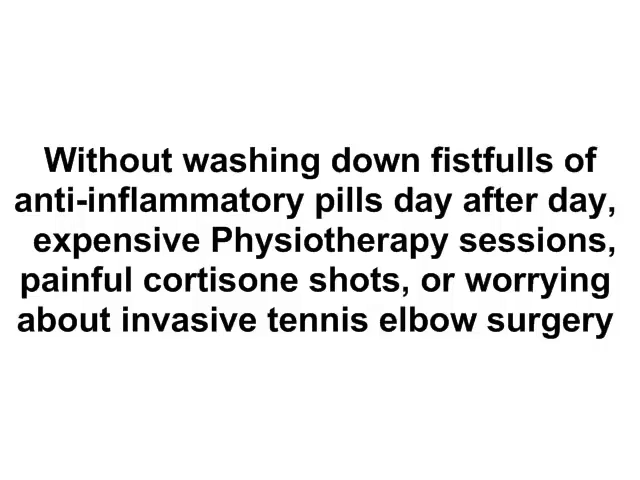 Without washing down fistfulls of
anti-inflammatory pills day after day,
expensive Physiotherapy sessions,
painful cortisone shots, or worrying
about invasive tennis elbow surgery